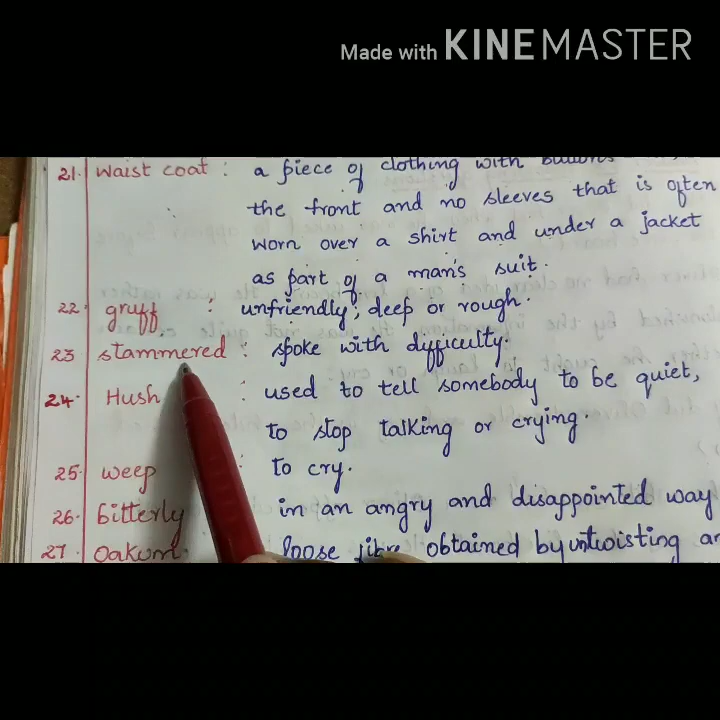 Made with KINEMASTER
21. Waist coat : a piece of clothing with buttons
the front and no sleeves that is often
worn over a shirt and under a jacket
as part of a man's suit.
22. gruff : unfriendly, deep or rough.
23 stammered : spoke with difficulty.
24. Hush : used to tell somebody to be quiet,
to stop talking or crying.
25. weep : to cry.
26. bitterly in an angry and disappointed way
27 Oakum loose fibre obtained by untwisting